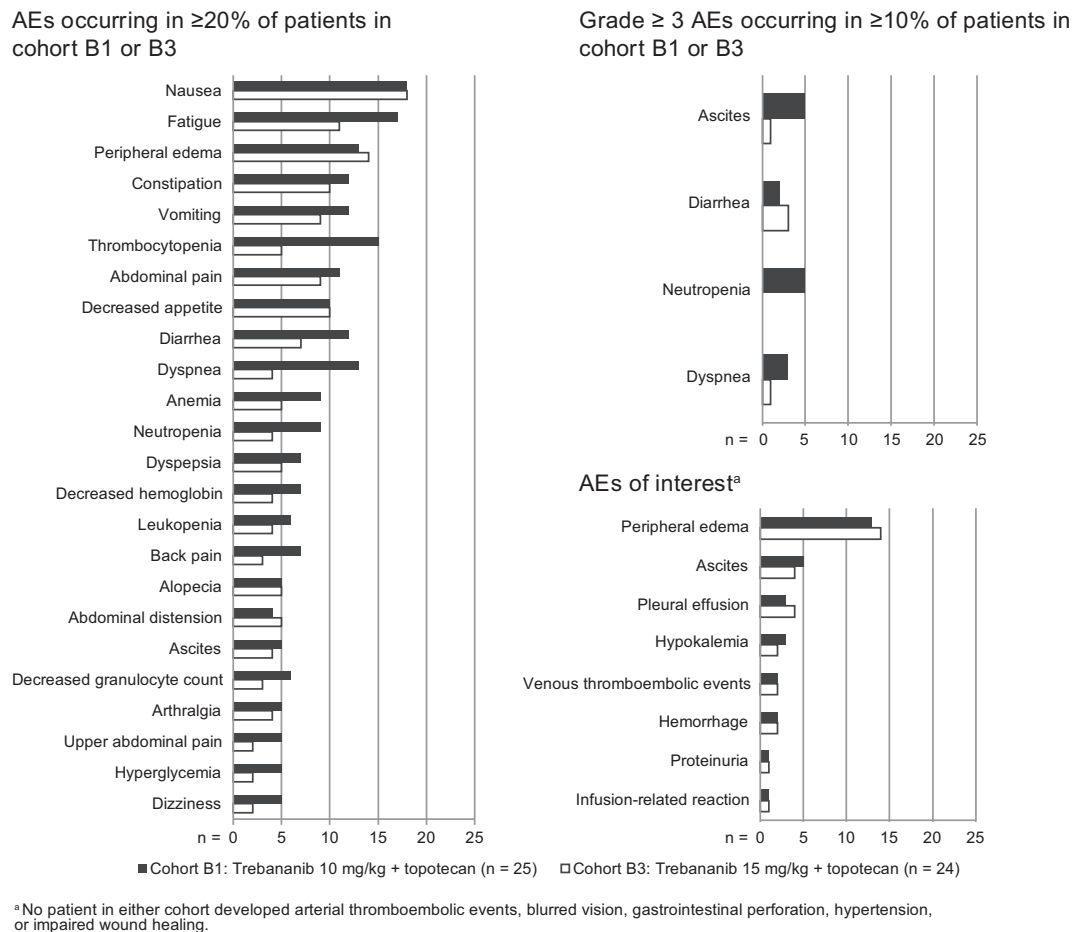 AEs occurring in ≥20% of patients in
cohort B1 or B3
Nausea
Fatigue
Peripheral edema
Constipation
Vomiting
Thrombocytopenia
Abdominal pain
Decreased appetite
Diarrhea
Dyspnea
Anemia
Neutropenia
Dyspepsia
Decreased hemoglobin
Leukopenia
Back pain
Alopecia
Abdominal distension
Ascites
Decreased granulocyte count
Arthralgia
Upper abdominal pain
Hyperglycemia
Dizziness
n = 0 5 10 15 20 25
Grade ≥ 3 AEs occurring in ≥10% of patients in
cohort B1 or B3
Ascites
Diarrhea
Neutropenia
Dyspnea
n = 0 5 10 15 20 25
AEs of interesta
Peripheral edema
Ascites
Pleural effusion
Hypokalemia
Venous thromboembolic events
Hemorrhage
Proteinuria
Infusion-related reaction
n = 0 5 10 15 20 25
Cohort B1: Trebananib 10 mg/kg + topotecan (n = 25) Cohort B3: Trebananib 15 mg/kg + topotecan (n = 24)
a No patient in either cohort developed arterial thromboembolic events, blurred vision, gastrointestinal perforation, hypertension,
or impaired wound healing.